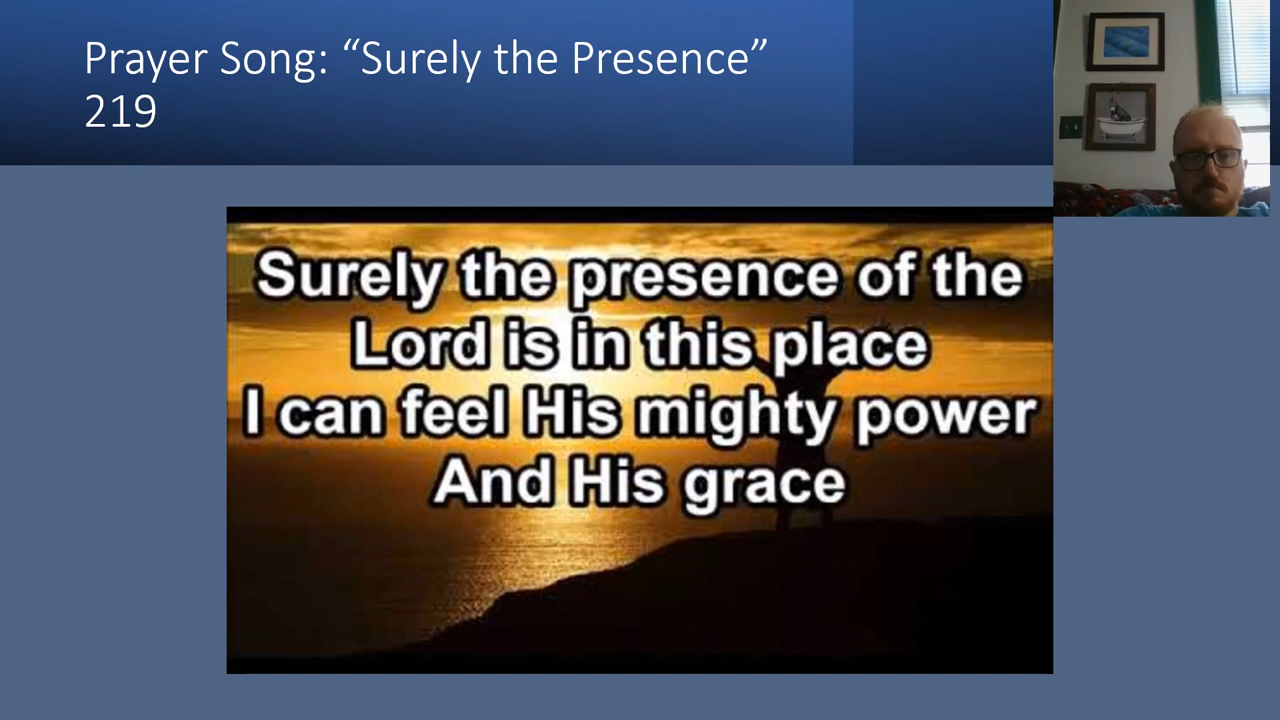 Prayer Song: “Surely the Presence”
219
Surely the presence of the
Lord is in this place
I can feel His mighty power
And His grace